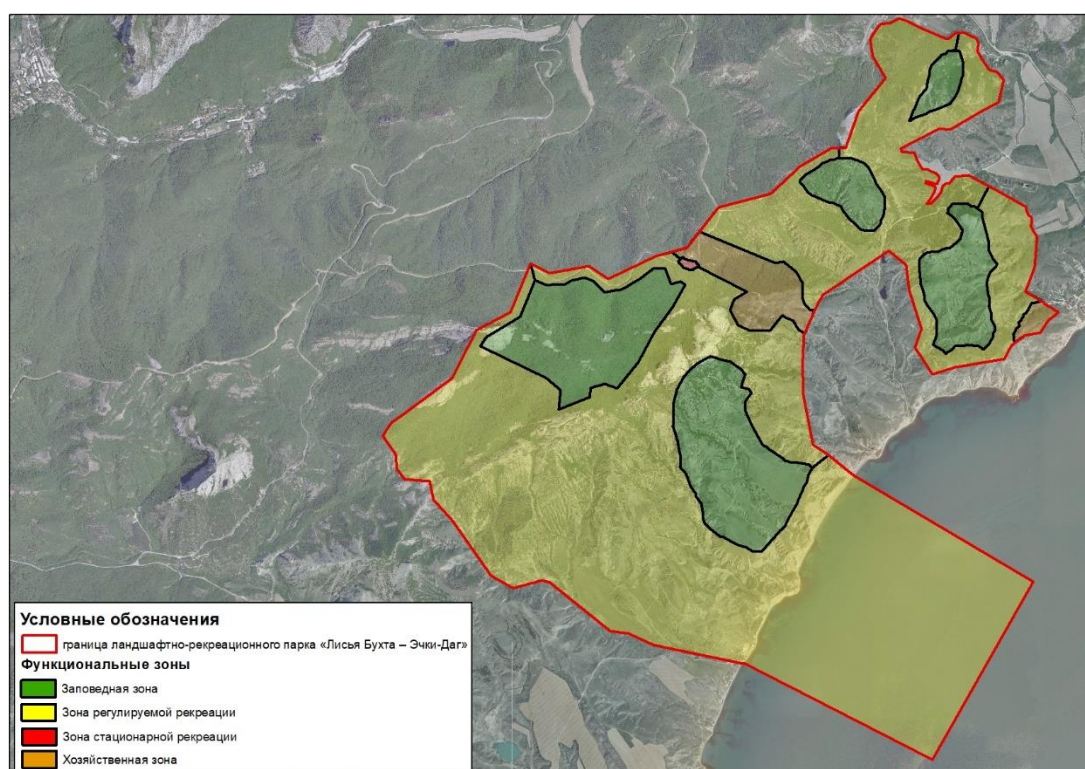 Условные обозначения
граница ландшафтно-рекреационного парка «Лисья Бухта – Эчки-Даг»
Функциональные зоны
Заповедная зона
Зона регулируемой рекреации
Зона стационарной рекреации
Хозяйственная зона